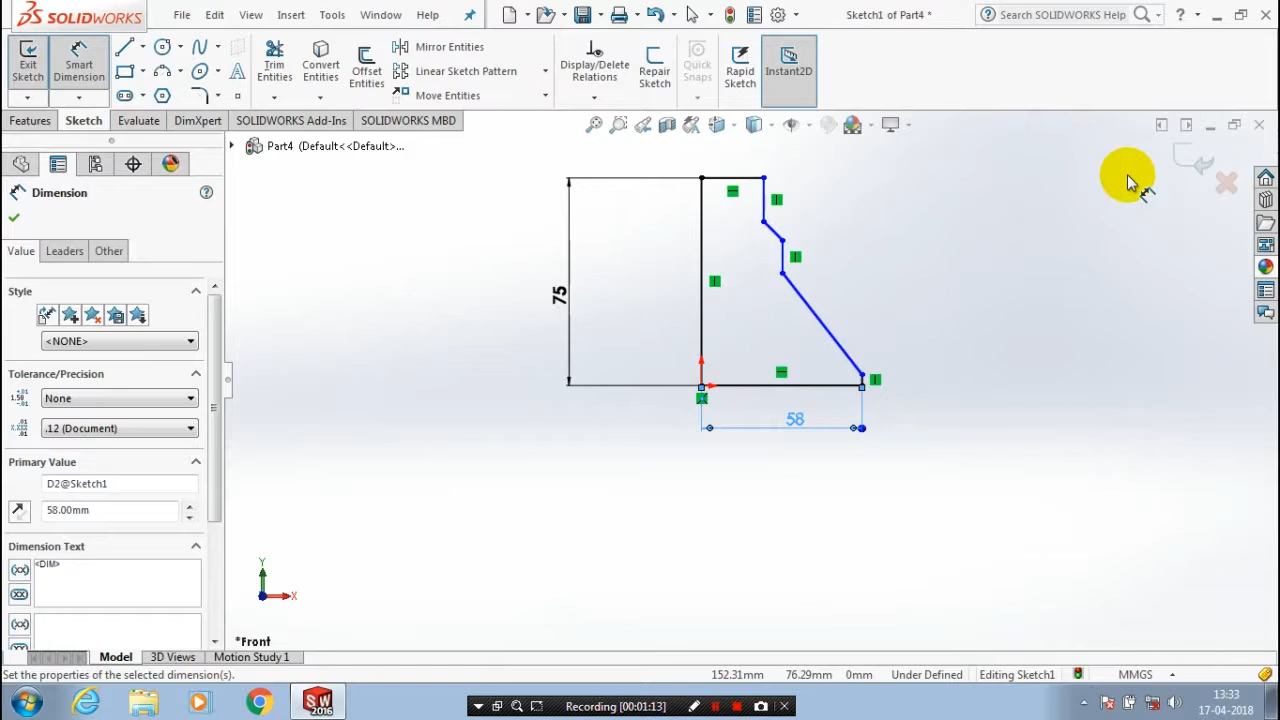 SOLIDWORKS
File
Edit
View
Insert
Tools
Window
Help
Sketch1 of Part4 *
Search SOLIDWORKS Help
?
Exit Sketch
Smart Dimension
Trim Entities
Convert Entities
Offset Entities
Mirror Entities
Linear Sketch Pattern
Move Entities
Display/Delete Relations
Repair Sketch
Quick Snaps
Rapid Sketch
Instant2D
Features
Sketch
Evaluate
DimXpert
SOLIDWORKS Add-Ins
SOLIDWORKS MBD
Part4 (Default<<Default>...
Dimension
Value
Leaders
Other
Style
<NONE>
Tolerance/Precision
None
.12 (Document)
Primary Value
D2@Sketch1
58.00mm
Dimension Text
<DIM>
75
58
Y
X
*Front
Model
3D Views
Motion Study 1
Set the properties of the selected dimension(s).
152.31mm
76.29mm
0mm
Under Defined
Editing Sketch1
MMGS
SW 2016
Recording [00:01:13]
13:33
17-04-2018